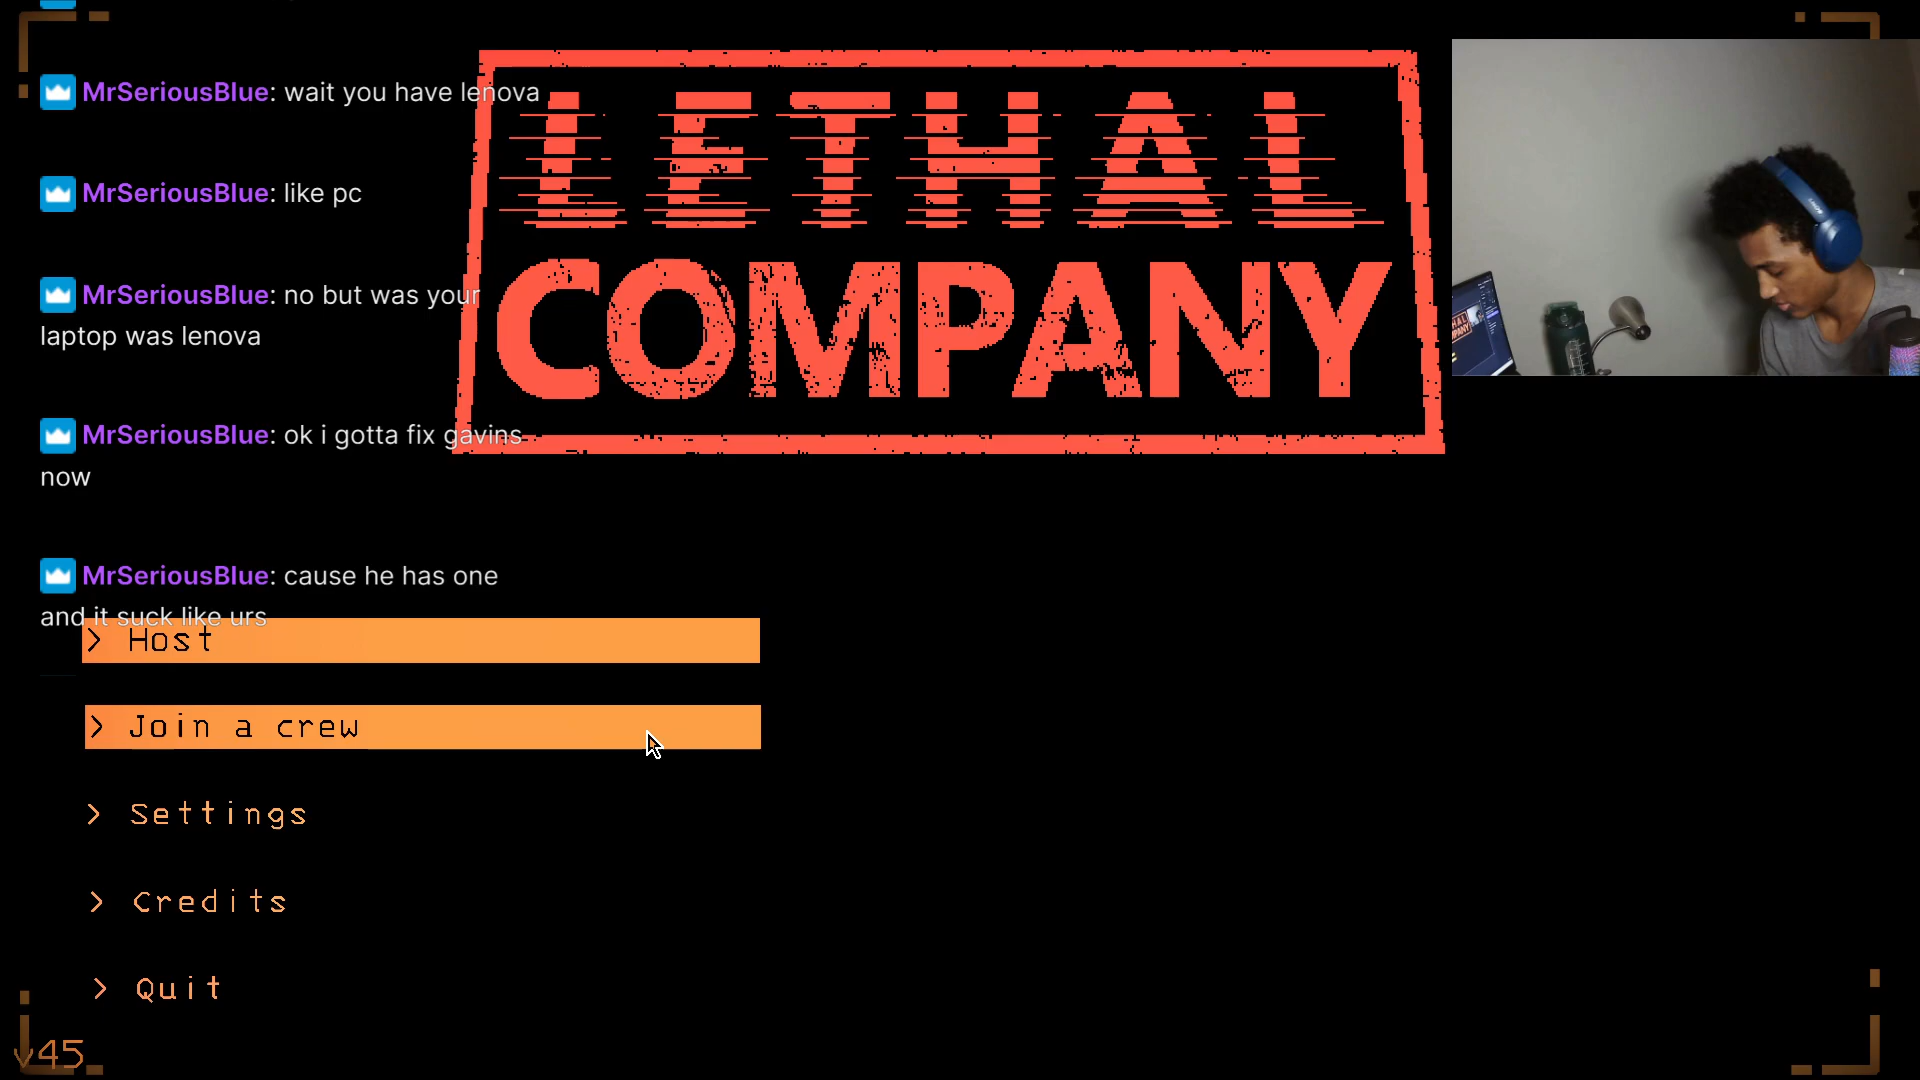 MrSeriousBlue: wait you have lenova
MrSeriousBlue: like pc
MrSeriousBlue: no but was your
laptop was lenova
MrSeriousBlue: ok i gotta fix gavins
now
MrSeriousBlue: cause he has one
and it suck like urs
LETHAL
COMPANY
> Host
> Join a crew
> Settings
> Credits
> Quit
v45